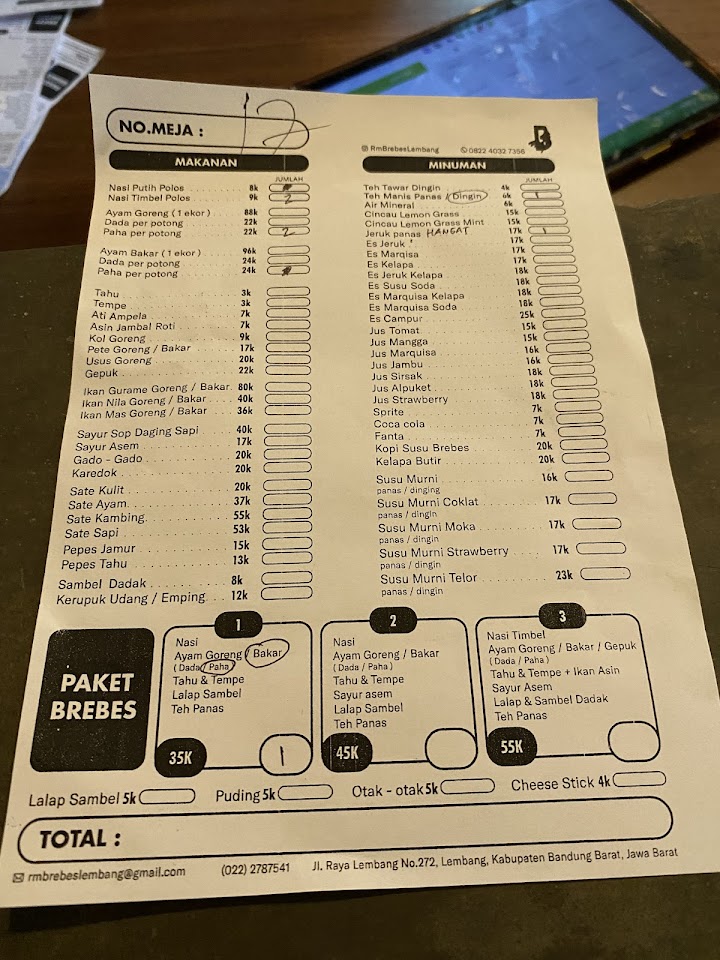 NO.MEJA : 12
RmBrebesLembang 0822 4032 7356
MAKANAN
JUMLAH
Nasi Putih Polos 8k
Nasi Timbel Polos 9k 2
Ayam Goreng ( 1 ekor ) 88k
Dada per potong 22k
Paha per potong 22k 2
Ayam Bakar ( 1 ekor ) 96k
Dada per potong 24k
Paha per potong 24k
Tahu 3k
Tempe 3k
Ati Ampela 7k
Asin Jambal Roti 7k
Kol Goreng 9k
Pete Goreng / Bakar 17k
Usus Goreng 20k
Gepuk 22k
Ikan Gurame Goreng / Bakar 80k
Ikan Nila Goreng / Bakar 40k
Ikan Mas Goreng / Bakar 36k
Sayur Sop Daging Sapi 40k
Sayur Asem 17k
Gado - Gado 20k
Karedok 20k
Sate Kulit 20k
Sate Ayam 37k
Sate Kambing 55k
Sate Sapi 53k
Pepes Jamur 15k
Pepes Tahu 13k
Sambel Dadak 8k
Kerupuk Udang / Emping 12k
MINUMAN
JUMLAH
Teh Tawar Dingin 4k
Teh Manis Panas / Dingin 6k 1
Air Mineral 6k
Cincau Lemon Grass 15k
Cincau Lemon Grass Mint 15k
Jeruk panas HANGAT 17k 1
Es Jeruk 17k
Es Marqisa 17k
Es Kelapa 17k
Es Jeruk Kelapa 18k
Es Susu Soda 18k
Es Marquisa Kelapa 18k
Es Marquisa Soda 18k
Es Campur 25k
Jus Tomat 15k
Jus Mangga 15k
Jus Marquisa 16k
Jus Jambu 16k
Jus Sirsak 18k
Jus Alpuket 18k
Jus Strawberry 18k
Sprite 7k
Coca cola 7k
Fanta 7k
Kopi Susu Brebes 20k
Kelapa Butir 20k
Susu Murni 16k
panas / dinging
Susu Murni Coklat 17k
panas / dingin
Susu Murni Moka 17k
panas / dingin
Susu Murni Strawberry 17k
panas / dingin
Susu Murni Telor 23k
panas / dingin
PAKET
BREBES
1
Nasi
Ayam Goreng / Bakar
( Dada / Paha )
Tahu & Tempe
Lalap Sambel
Teh Panas
35K 1
2
Nasi
Ayam Goreng / Bakar
( Dada / Paha )
Tahu & Tempe
Sayur asem
Lalap Sambel
Teh Panas
45K
3
Nasi Timbel
Ayam Goreng / Bakar / Gepuk
( Dada / Paha )
Tahu & Tempe + Ikan Asin
Sayur Asem
Lalap & Sambel Dadak
Teh Panas
55K
Lalap Sambel 5k Puding 5k Otak - otak 5k Cheese Stick 4k
TOTAL :
rmbrebeslembang@gmail.com (022) 2787541 Jl. Raya Lembang No.272, Lembang, Kabupaten Bandung Barat, Jawa Barat